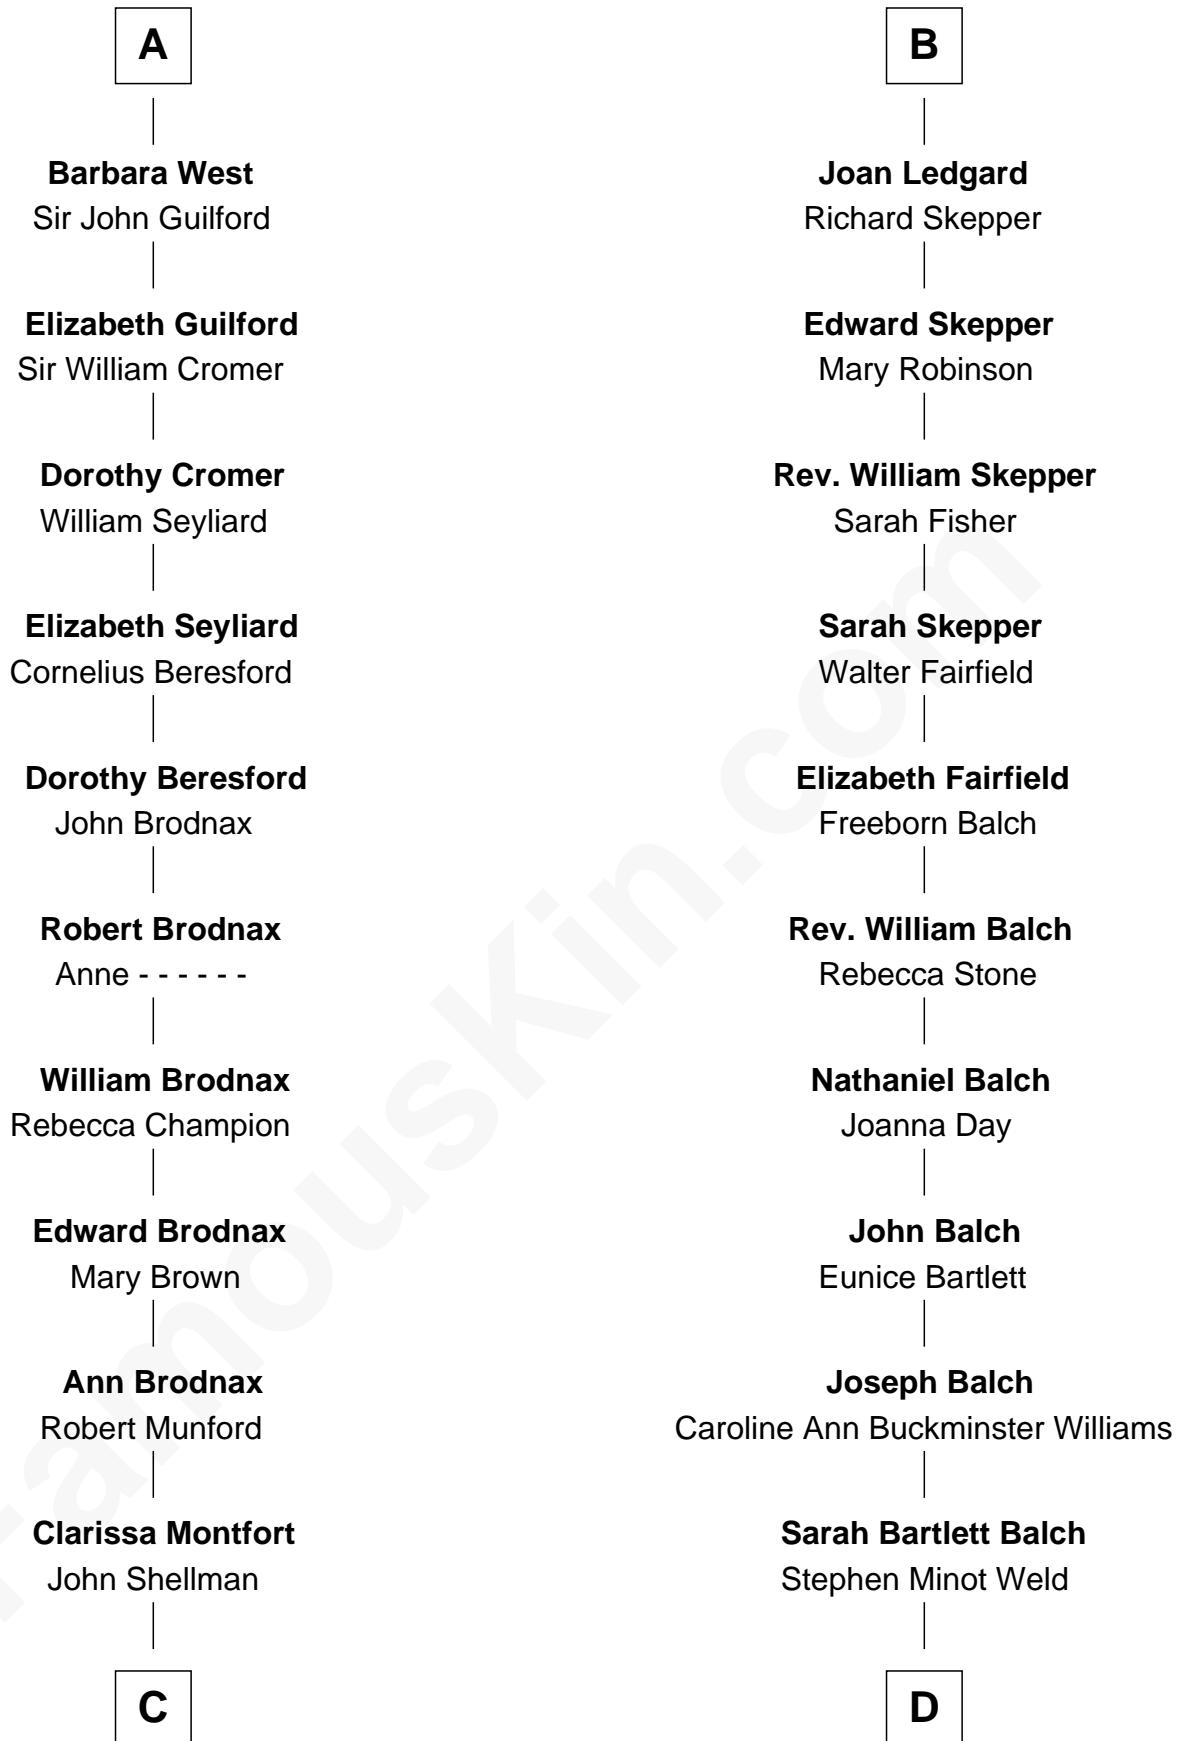 A
Barbara West
Sir John Guilford
Elizabeth Guilford
Sir William Cromer
Dorothy Cromer
William Seyliard
Elizabeth Seyliard
Cornelius Beresford
Dorothy Beresford
John Brodnax
Robert Brodnax
Anne - - - - - -
William Brodnax
Rebecca Champion
Edward Brodnax
Mary Brown
Ann Brodnax
Robert Munford
Clarissa Montfort
John Shellman
C
B
Joan Ledgard
Richard Skepper
Edward Skepper
Mary Robinson
Rev. William Skepper
Sarah Fisher
Sarah Skepper
Walter Fairfield
Elizabeth Fairfield
Freeborn Balch
Rev. William Balch
Rebecca Stone
Nathaniel Balch
Joanna Day
John Balch
Eunice Bartlett
Joseph Balch
Caroline Ann Buckminster Williams
Sarah Bartlett Balch
Stephen Minot Weld
D
FamousKin.com